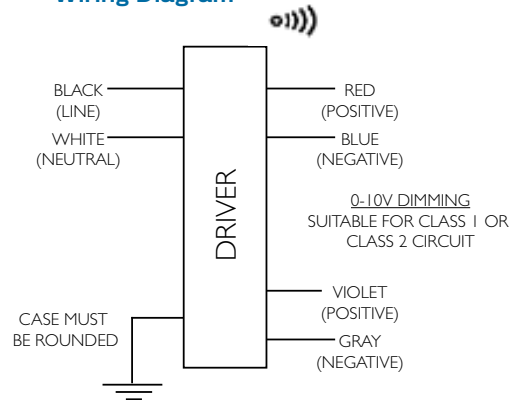 Wiring Diagram
BLACK
(LINE)
WHITE
(NEUTRAL)
CASE MUST
BE ROUNDED
DRIVER
RED
(POSITIVE)
BLUE
(NEGATIVE)
0-10V DIMMING
SUITABLE FOR CLASS 1 OR
CLASS 2 CIRCUIT
VIOLET
(POSITIVE)
GRAY
(NEGATIVE)